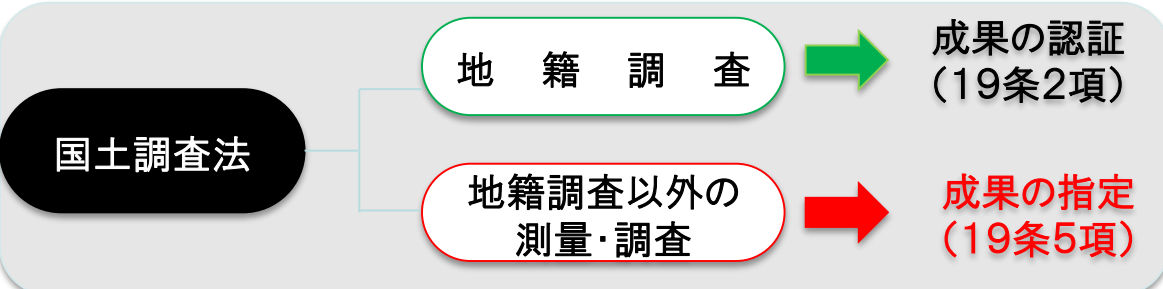 国土調査法
地　籍　調　査
成果の認証
（19条2項）
地籍調査以外の
測量・調査
成果の指定
（19条5項）